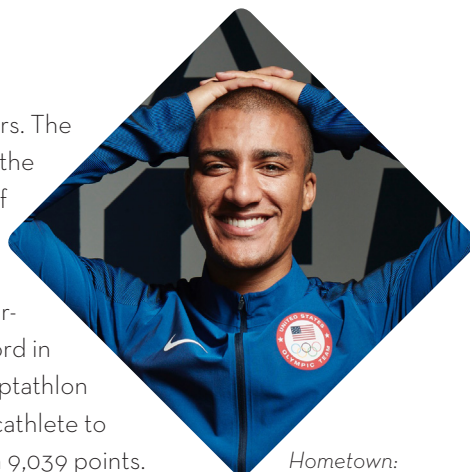 rs. The
the
f
r-
ord in
ptathlon
cathlete to
9,039 points.
UNITED STATES
OLYMPIC TEAM
Hometown: